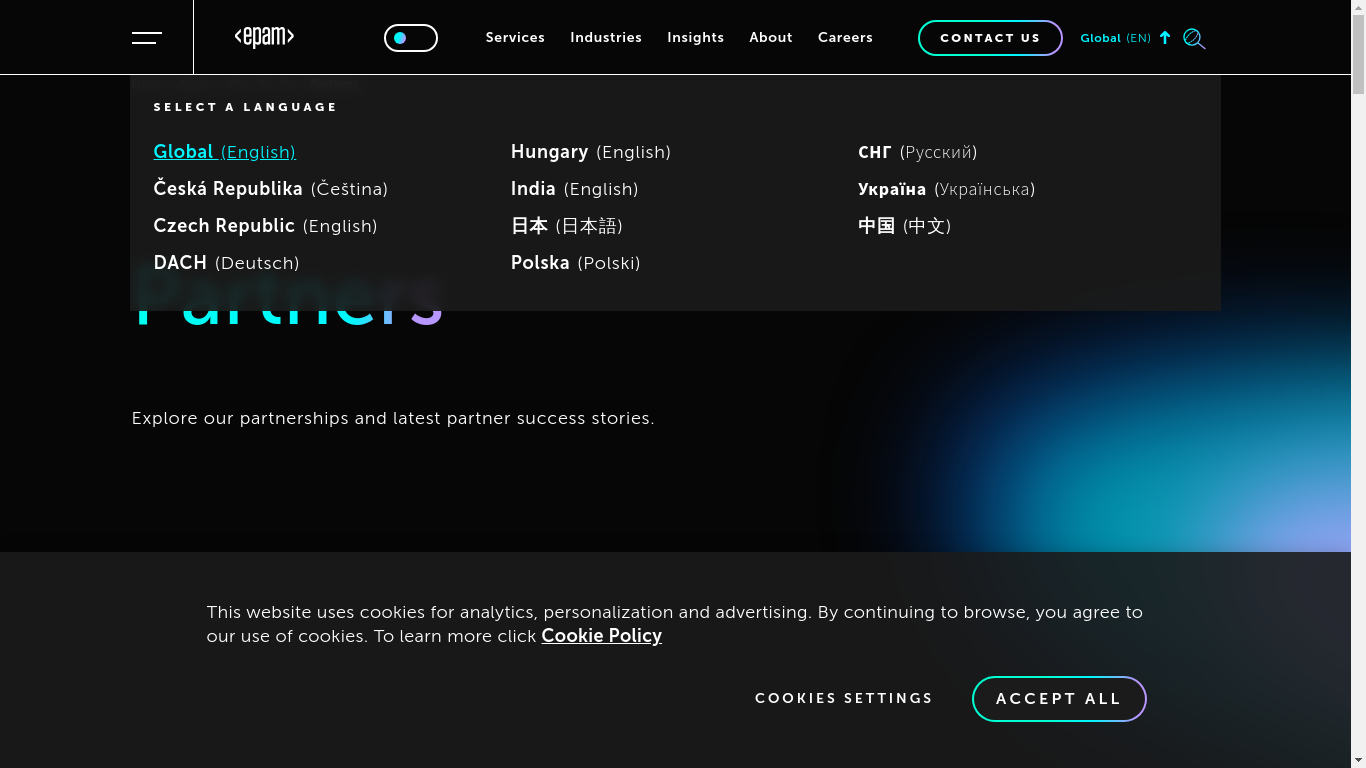 <epam>
Services Industries Insights About Careers CONTACT US Global (EN)
SELECT A LANGUAGE
Global (English)
Česká Republika (Čeština)
Czech Republic (English)
DACH (Deutsch)
Hungary (English)
India (English)
日本 (日本語)
Polska (Polski)
СНГ (Русский)
Україна (Українська)
中国 (中文)
Partners
Explore our partnerships and latest partner success stories.
This website uses cookies for analytics, personalization and advertising. By continuing to browse, you agree to
our use of cookies. To learn more click Cookie Policy
COOKIES SETTINGS ACCEPT ALL